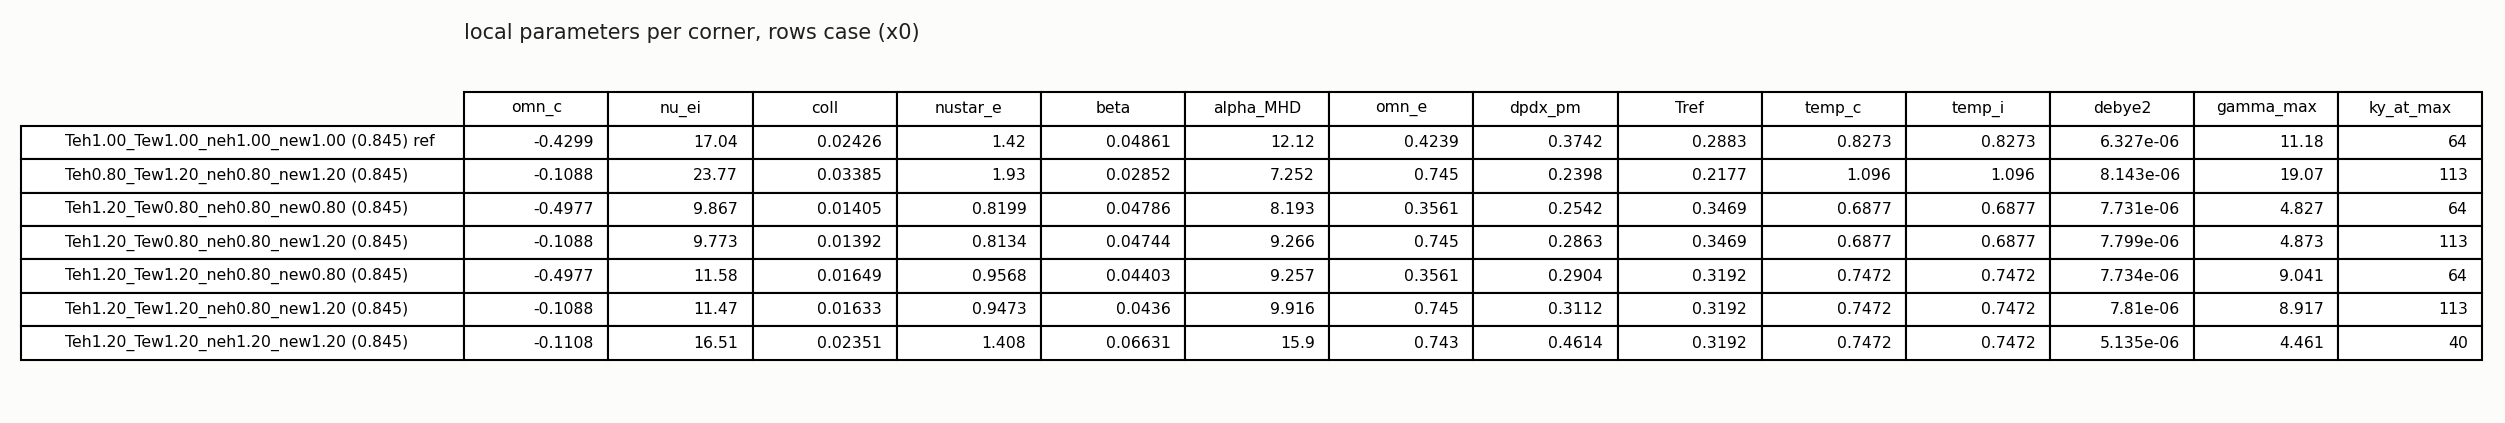 local parameters per corner, rows case (x0)
omn_c nu_ei coll nustar_e beta alpha_MHD omn_e dpdx_pm Tref temp_c temp_i debye2 gamma_max ky_at_max
Teh1.00_Tew1.00_neh1.00_new1.00 (0.845) ref -0.4299 17.04 0.02426 1.42 0.04861 12.12 0.4239 0.3742 0.2883 0.8273 0.8273 6.327e-06 11.18 64
Teh0.80_Tew1.20_neh0.80_new1.20 (0.845) -0.1088 23.77 0.03385 1.93 0.02852 7.252 0.745 0.2398 0.2177 1.096 1.096 8.143e-06 19.07 113
Teh1.20_Tew0.80_neh0.80_new0.80 (0.845) -0.4977 9.867 0.01405 0.8199 0.04786 8.193 0.3561 0.2542 0.3469 0.6877 0.6877 7.731e-06 4.827 64
Teh1.20_Tew0.80_neh0.80_new1.20 (0.845) -0.1088 9.773 0.01392 0.8134 0.04744 9.266 0.745 0.2863 0.3469 0.6877 0.6877 7.799e-06 4.873 113
Teh1.20_Tew1.20_neh0.80_new0.80 (0.845) -0.4977 11.58 0.01649 0.9568 0.04403 9.257 0.3561 0.2904 0.3192 0.7472 0.7472 7.734e-06 9.041 64
Teh1.20_Tew1.20_neh0.80_new1.20 (0.845) -0.1088 11.47 0.01633 0.9473 0.0436 9.916 0.745 0.3112 0.3192 0.7472 0.7472 7.81e-06 8.917 113
Teh1.20_Tew1.20_neh1.20_new1.20 (0.845) -0.1108 16.51 0.02351 1.408 0.06631 15.9 0.743 0.4614 0.3192 0.7472 0.7472 5.135e-06 4.461 40